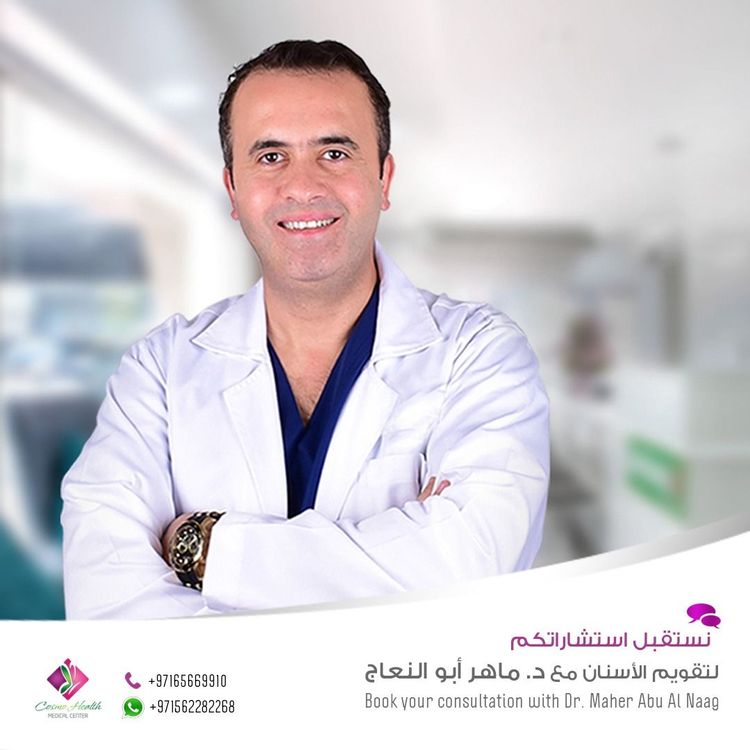 نستقبل استشاراتكم
لتقويم الأسنان مع د. ماهر أبو النعاج
Book your consultation with Dr. Maher Abu Al Naag
+97165669910
+971562282268
Cosmo Health
MEDICAL CENTER